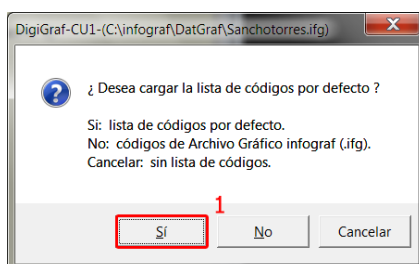 DigiGraf-CU1-(C:\infograf\DatGraf\Sanchotorres.ifg)
¿ Desea cargar la lista de códigos por defecto ?
Si: lista de códigos por defecto.
No: códigos de Archivo Gráfico infograf (.ifg).
Cancelar: sin lista de códigos.
1
Sí No Cancelar